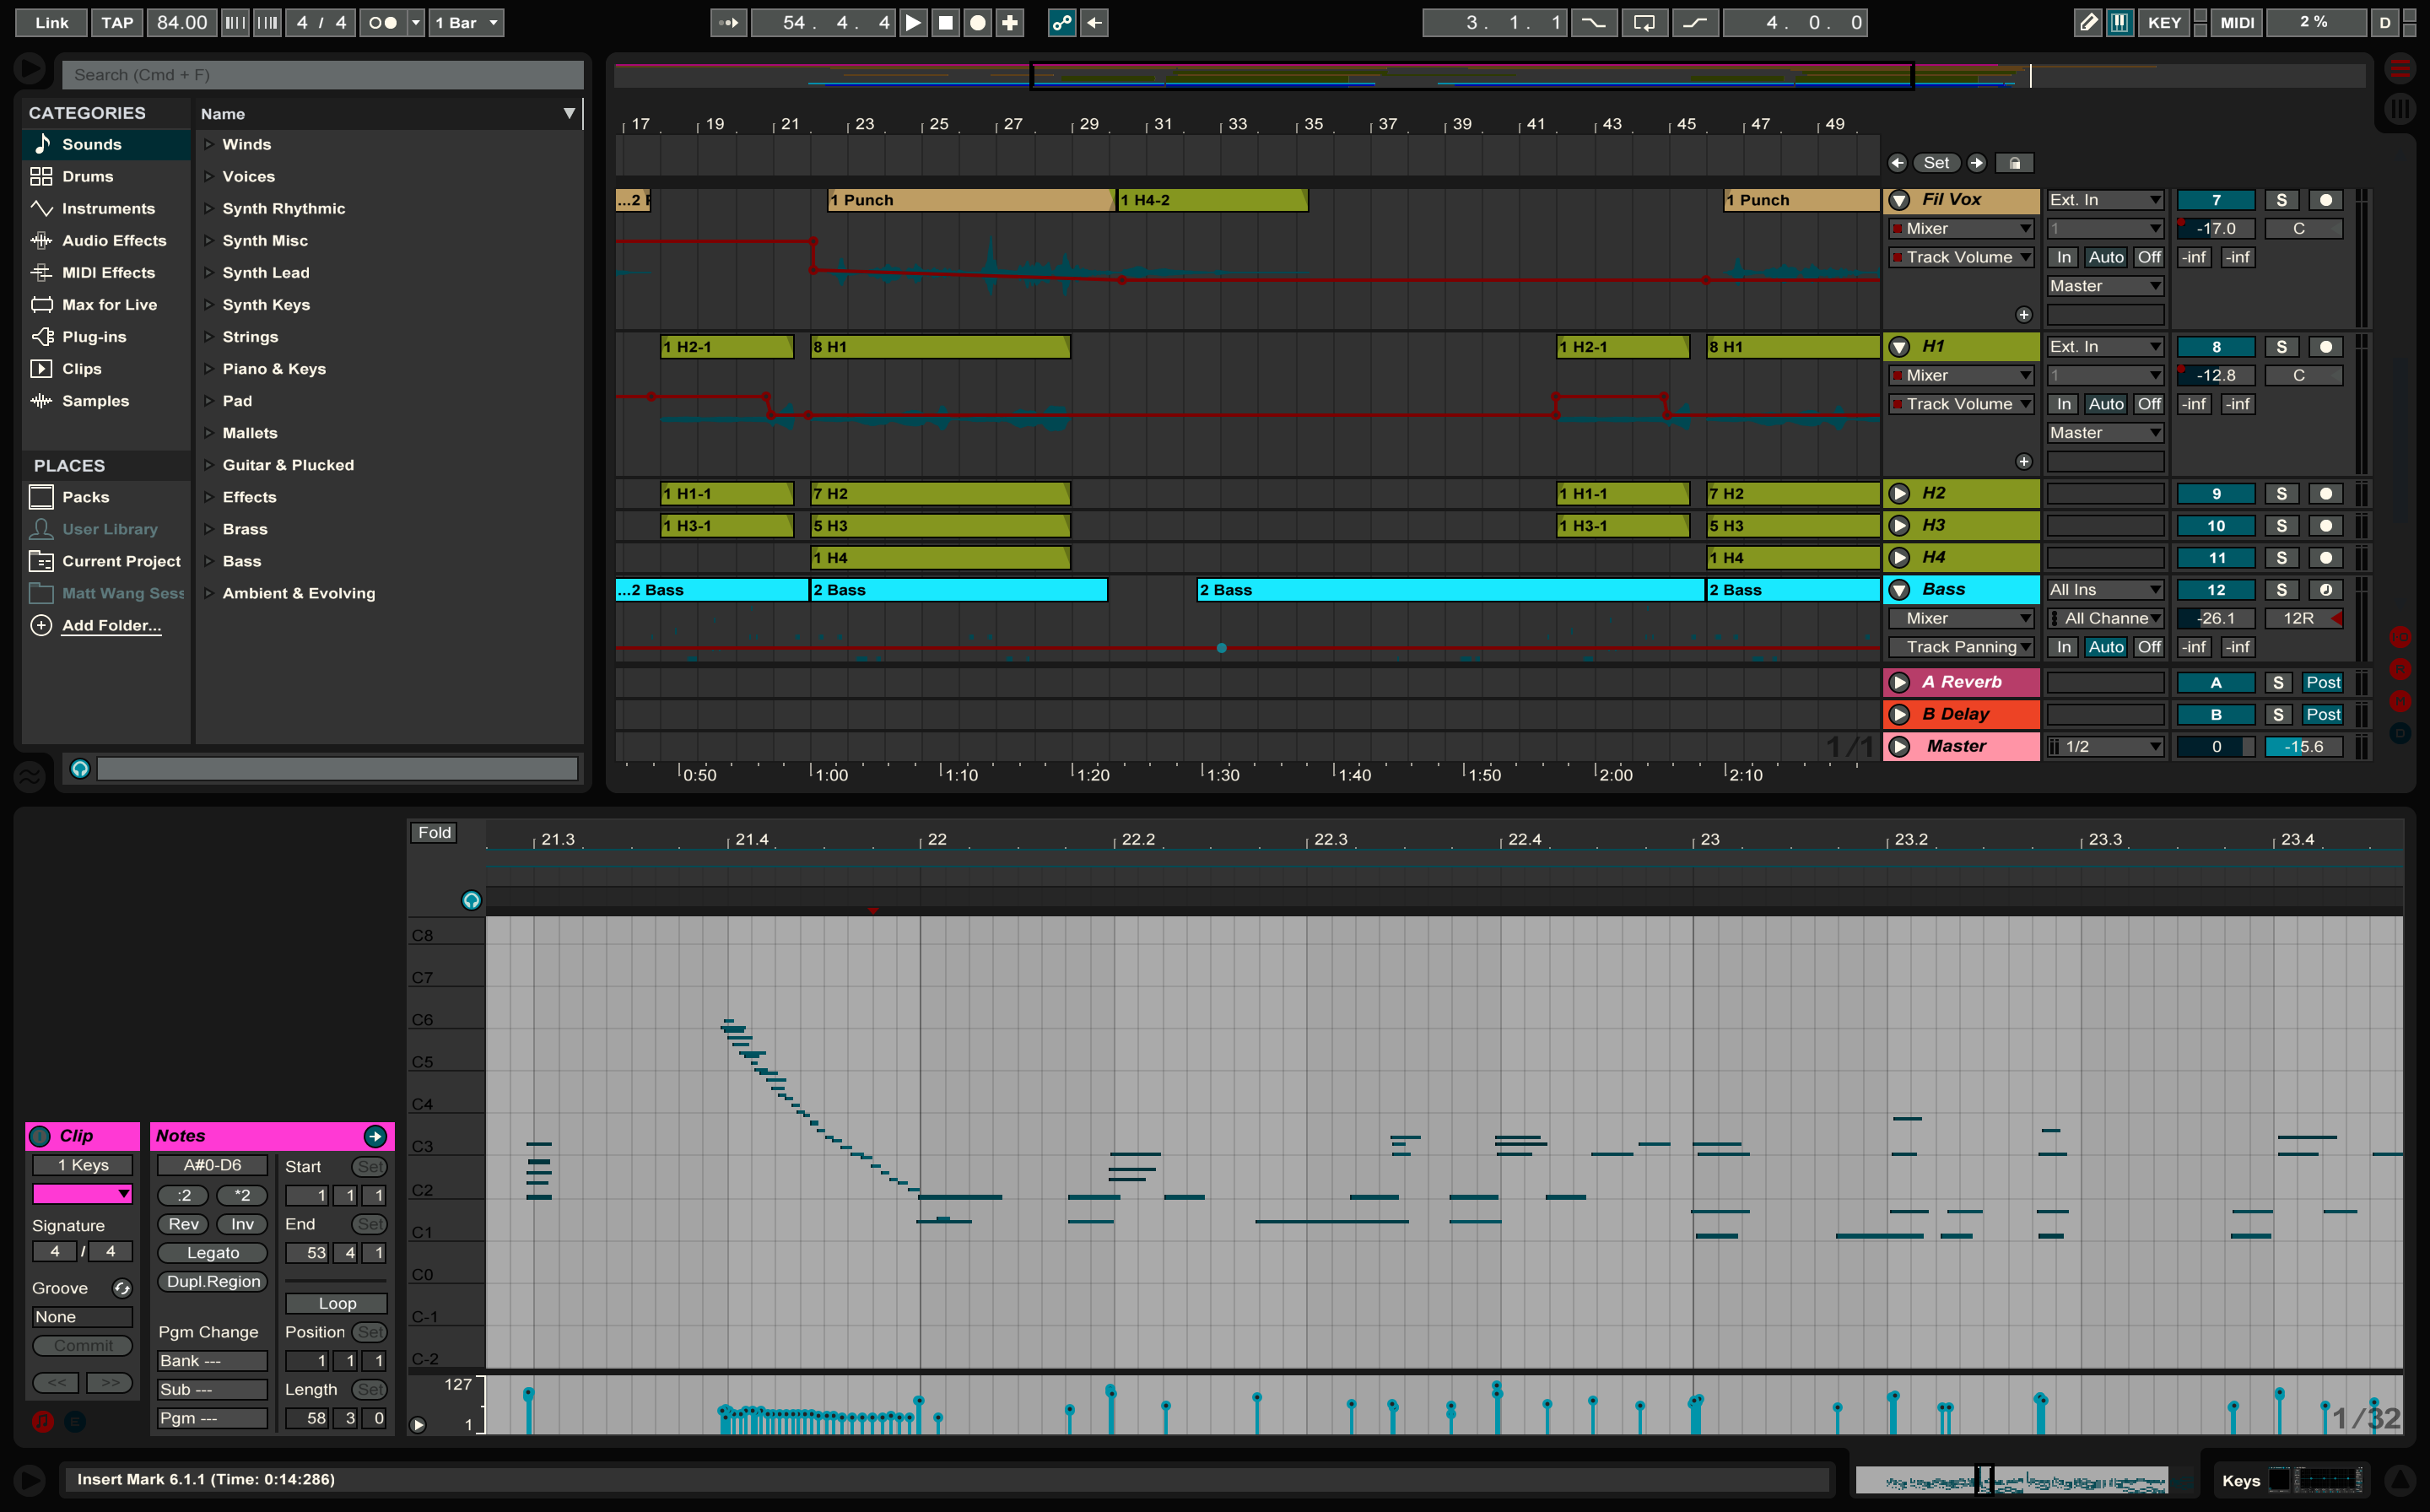 Link TAP 84.00 4 / 4 1 Bar 54. 4. 4 3. 1. 1 4. 0. 0 KEY MIDI 2 % D
Search (Cmd + F)
CATEGORIES
Sounds
Drums
Instruments
Audio Effects
MIDI Effects
Max for Live
Plug-ins
Clips
Samples
PLACES
Packs
User Library
Current Project
Matt Wang Sess
Add Folder...
Name
Winds
Voices
Synth Rhythmic
Synth Misc
Synth Lead
Synth Keys
Strings
Piano & Keys
Pad
Mallets
Guitar & Plucked
Effects
Brass
Bass
Ambient & Evolving
17 19 21 23 25 27 29 31 33 35 37 39 41 43 45 47 49
Set
...2 1 Punch 1 H4-2 1 Punch Fil Vox Ext. In 7 S
Mixer 1 -17.0 C
Track Volume In Auto Off -inf -inf
Master
1 H2-1 8 H1 1 H2-1 8 H1 H1 Ext. In 8 S
Mixer 1 -12.8 C
Track Volume In Auto Off -inf -inf
Master
1 H1-1 7 H2 1 H1-1 7 H2 H2 9 S
1 H3-1 5 H3 1 H3-1 5 H3 H3 10 S
1 H4 1 H4 H4 11 S
...2 Bass 2 Bass 2 Bass 2 Bass Bass All Ins 12 S
Mixer All Channe -26.1 12R
Track Panning In Auto Off -inf -inf
A Reverb A S Post
B Delay B S Post
1/1 Master 1/2 0 -15.6
0:50 1:00 1:10 1:20 1:30 1:40 1:50 2:00 2:10
Fold 21.3 21.4 22 22.2 22.3 22.4 23 23.2 23.3 23.4
C8
C7
C6
C5
C4
C3
C2
C1
C0
C-1
C-2
127
1
1/32
Clip
1 Keys
Signature
4 / 4
Groove
None
Commit
<< >>
Notes
A#0-D6
:2 *2
Rev Inv
Legato
Dupl.Region
Pgm Change
Bank ---
Sub ---
Pgm ---
Start Set
1 1 1
End Set
53 4 1
Loop
Position Set
1 1 1
Length Set
58 3 0
Insert Mark 6.1.1 (Time: 0:14:286)
Keys